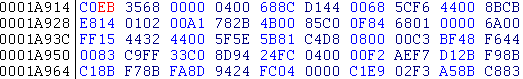 0001A914 C0EB 3568 0000 0400 688C D144 0068 5CF6 4400 8BCB
0001A928 E814 0102 00A1 782B 4B00 85C0 0F84 6801 0000 6A00
0001A93C FF15 4432 4400 5F5E 5B81 C4D8 0800 00C3 BF48 F644
0001A950 0083 C9FF 33C0 8D94 24FC 0400 00F2 AEF7 D12B F98B
0001A964 C18B F78B FA8D 9424 FC04 0000 C1E9 02F3 A58B C883